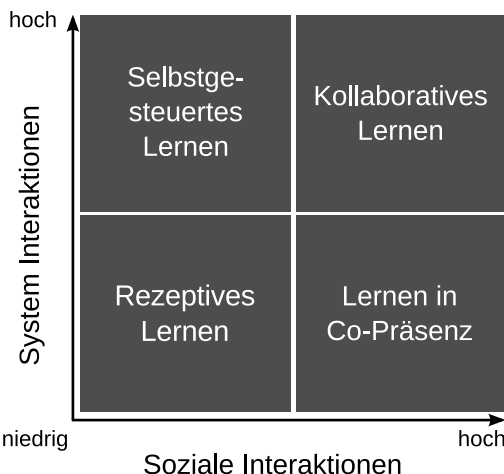 hoch
System Interaktionen
Selbstge-
steuertes
Lernen
Kollaboratives
Lernen
Rezeptives
Lernen
Lernen in
Co-Präsenz
niedrig
hoch
Soziale Interaktionen